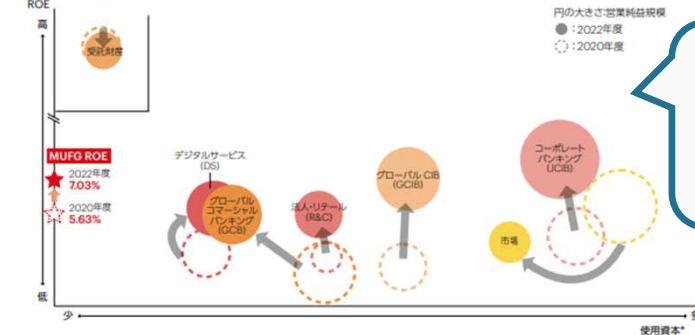 ROE
高
受託財産
円の大きさ:営業純益規模
:2022年度
:2020年度
MUFG ROE
2022年度
7.03%
2020年度
5.63%
デジタルサービス
(DS)
グローバル
コマーシャル
バンキング
(GCB)
法人・リテール
(R&C)
グローバル CIB
(GCIB)
コーポレート
バンキング
(JCIB)
市場
低
少
使用資本*